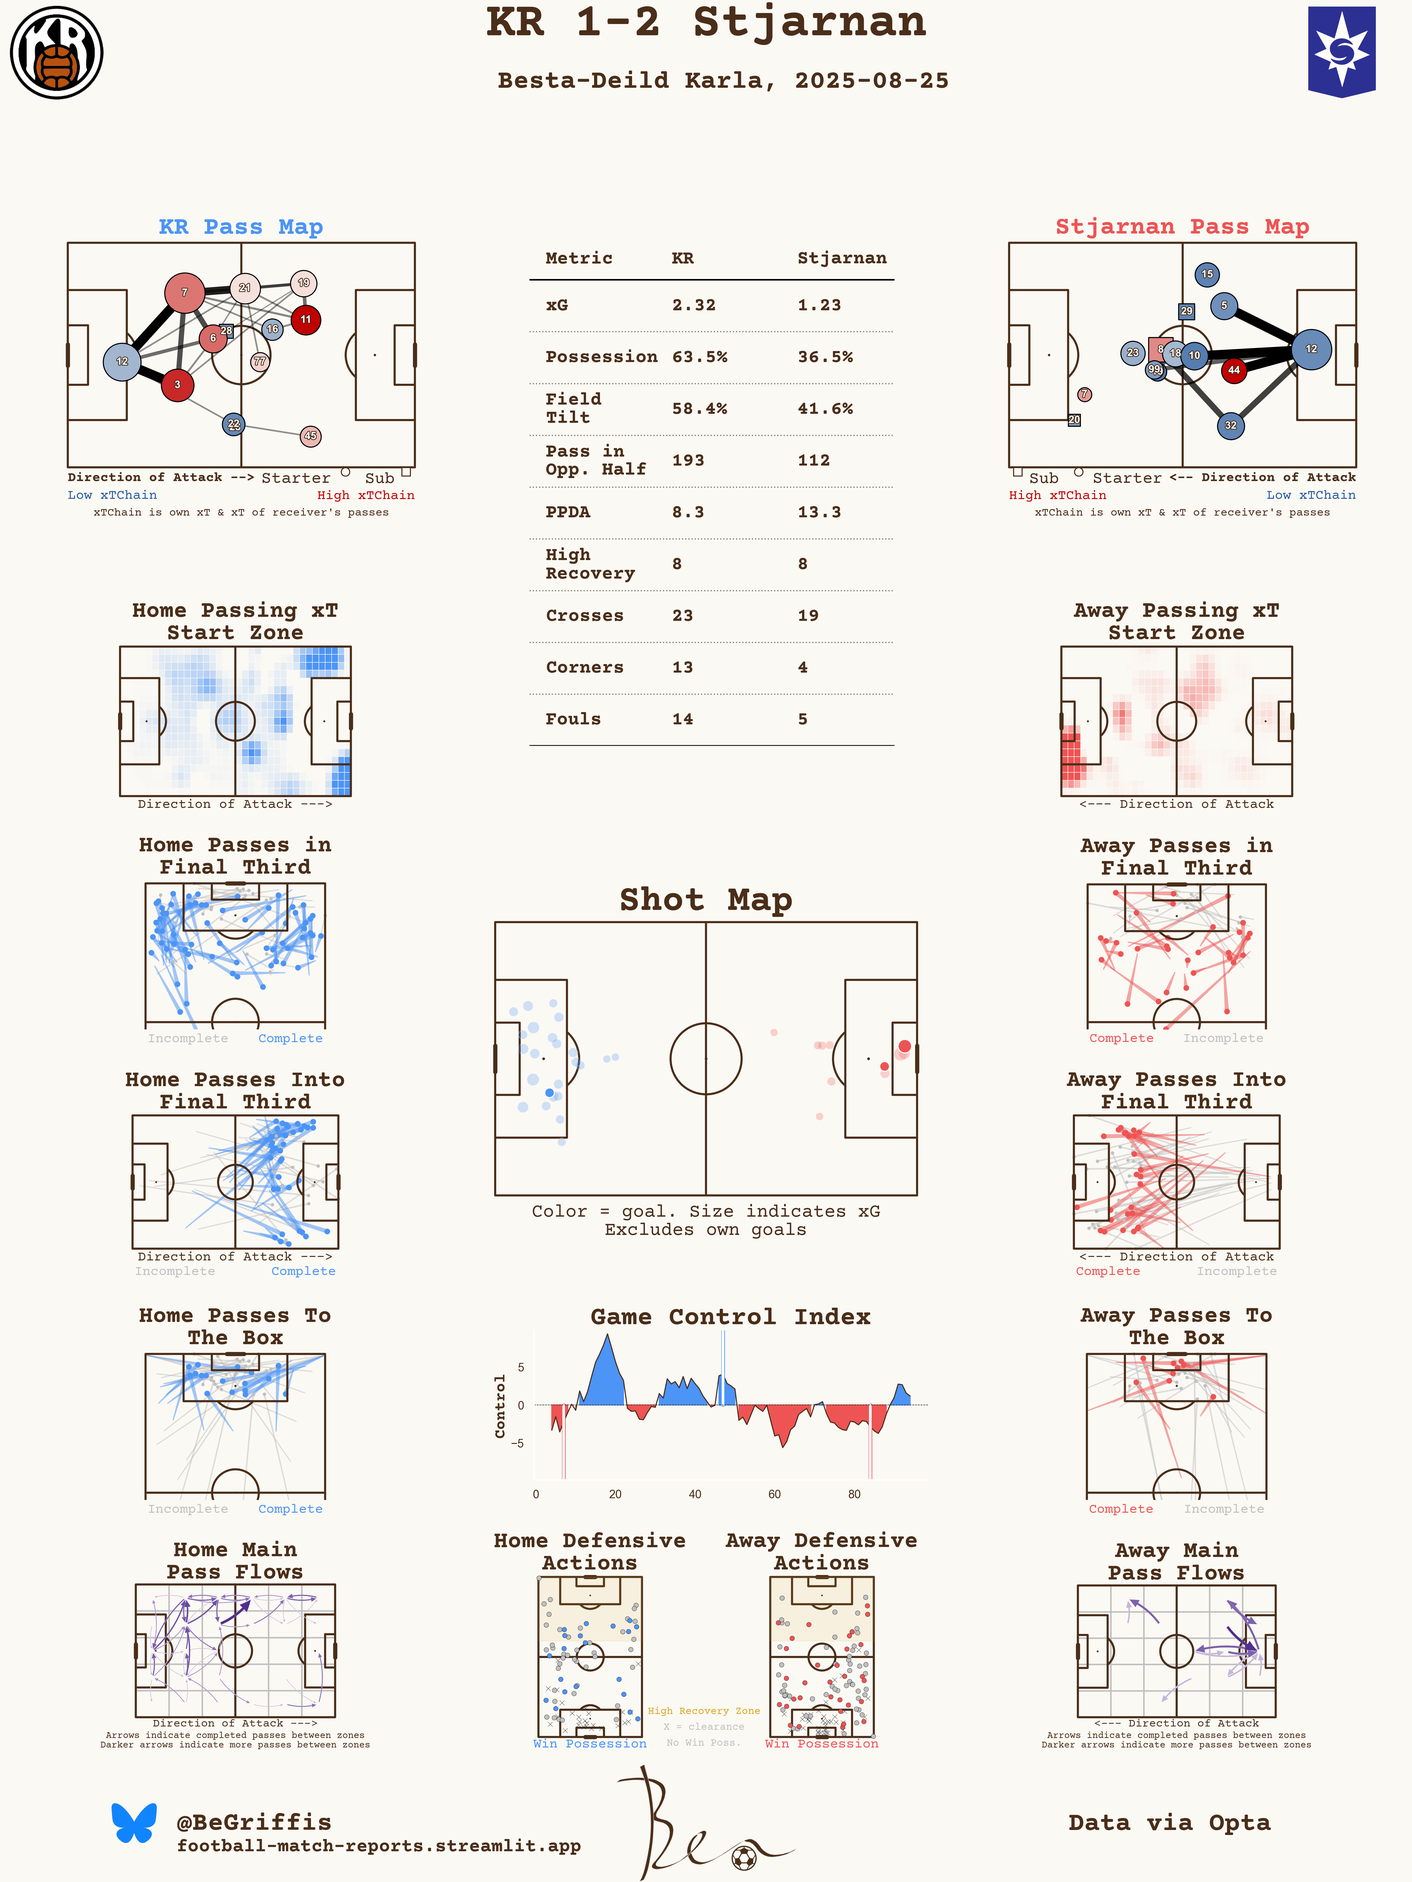 KR 1-2 Stjarnan
Besta-Deild Karla, 2025-08-25
KR
KR Pass Map
7
21
19
11
6
28
16
12
77
3
22
45
Direction of Attack --> Starter Sub
Low xTChain High xTChain
xTChain is own xT & xT of receiver's passes
Metric KR Stjarnan
xG 2.32 1.23
Possession 63.5% 36.5%
Field
Tilt 58.4% 41.6%
Pass in
Opp. Half 193 112
PPDA 8.3 13.3
High
Recovery 8 8
Crosses 23 19
Corners 13 4
Fouls 14 5
Stjarnan Pass Map
15
29
5
23
8
18
10
12
99
44
7
20
32
Sub Starter <-- Direction of Attack
High xTChain Low xTChain
xTChain is own xT & xT of receiver's passes
Home Passing xT
Start Zone
Direction of Attack --->
Away Passing xT
Start Zone
<--- Direction of Attack
Home Passes in
Final Third
Incomplete Complete
Away Passes in
Final Third
Complete Incomplete
Shot Map
Color = goal. Size indicates xG
Excludes own goals
Home Passes Into
Final Third
Direction of Attack --->
Incomplete Complete
Away Passes Into
Final Third
<--- Direction of Attack
Complete Incomplete
Home Passes To
The Box
Incomplete Complete
Game Control Index
Control
5
0
−5
0 20 40 60 80
Away Passes To
The Box
Complete Incomplete
Home Main
Pass Flows
Direction of Attack --->
Arrows indicate completed passes between zones
Darker arrows indicate more passes between zones
Home Defensive
Actions
Win Possession
Away Defensive
Actions
Win Possession
High Recovery Zone
X = clearance
No Win Poss.
Away Main
Pass Flows
<--- Direction of Attack
Arrows indicate completed passes between zones
Darker arrows indicate more passes between zones
@BeGriffis
football-match-reports.streamlit.app
Ben
Data via Opta